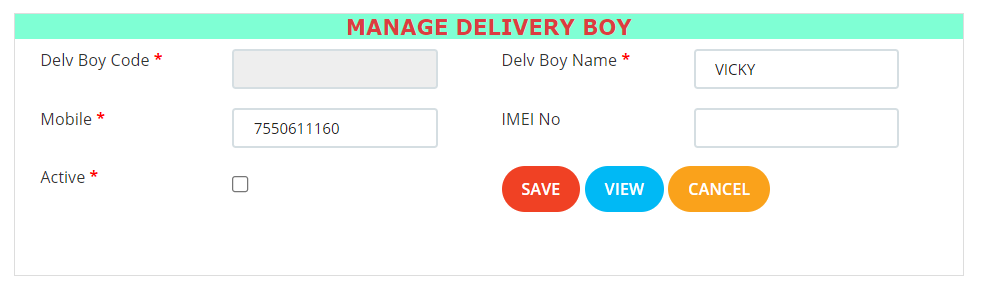 MANAGE DELIVERY BOY
Delv Boy Code * Delv Boy Name * VICKY
Mobile * 7550611160 IMEI No
Active * SAVE VIEW CANCEL